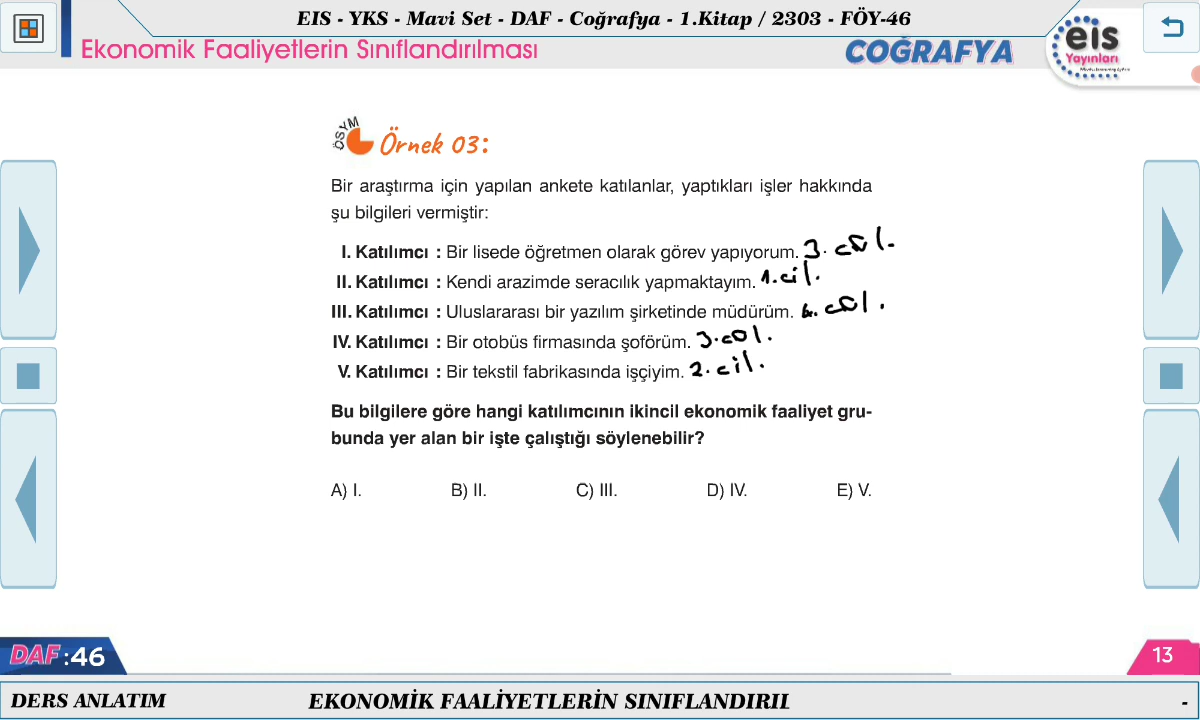 EIS - YKS - Mavi Set - DAF - Coğrafya - 1.Kitap / 2303 - FÖY-46
Ekonomik Faaliyetlerin Sınıflandırılması
COĞRAFYA
eis
Yayınları
ÖSYM
Örnek 03:
Bir araştırma için yapılan ankete katılanlar, yaptıkları işler hakkında
şu bilgileri vermiştir:
I. Katılımcı : Bir lisede öğretmen olarak görev yapıyorum. 3. cül.
II. Katılımcı : Kendi arazimde seracılık yapmaktayım. 1.cil.
III. Katılımcı : Uluslararası bir yazılım şirketinde müdürüm. cül.
IV. Katılımcı : Bir otobüs firmasında şoförüm. 3.cül.
V. Katılımcı : Bir tekstil fabrikasında işçiyim. 2.cil.
Bu bilgilere göre hangi katılımcının ikincil ekonomik faaliyet gru-
bunda yer alan bir işte çalıştığı söylenebilir?
A) I. B) II. C) III. D) IV. E) V.
DAF :46
13
DERS ANLATIM EKONOMİK FAALİYETLERİN SINIFLANDIRII -